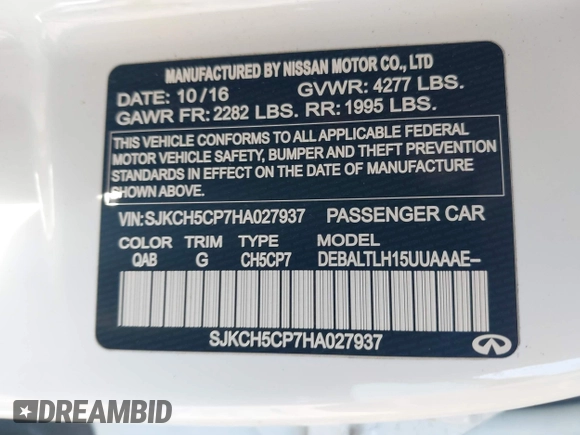 MANUFACTURED BY NISSAN MOTOR CO., LTD
DATE: 10/16 GVWR: 4277 LBS.
GAWR FR: 2282 LBS. RR: 1995 LBS.
THIS VEHICLE CONFORMS TO ALL APPLICABLE FEDERAL
MOTOR VEHICLE SAFETY, BUMPER AND THEFT PREVENTION
STANDARDS IN EFFECT ON THE DATE OF MANUFACTURE
SHOWN ABOVE.
VIN:SJKCH5CP7HA027937 PASSENGER CAR
COLOR TRIM TYPE MODEL
QAB G CH5CP7 DEBALTLH15UUAAAE-
SJKCH5CP7HA027937
DREAMBID